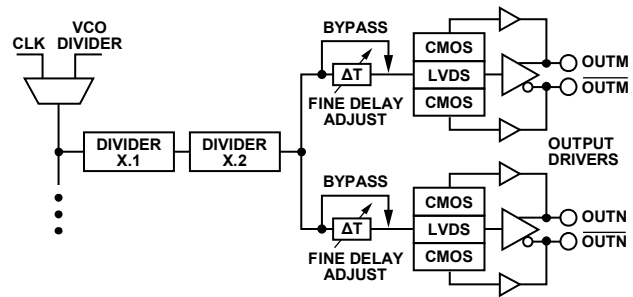 VCO
CLK DIVIDER
DIVIDER
X.1
DIVIDER
X.2
BYPASS
ΔT
FINE DELAY
ADJUST
CMOS
LVDS
CMOS
OUTM
OUTM
OUTPUT
DRIVERS
BYPASS
ΔT
FINE DELAY
ADJUST
CMOS
LVDS
CMOS
OUTN
OUTN